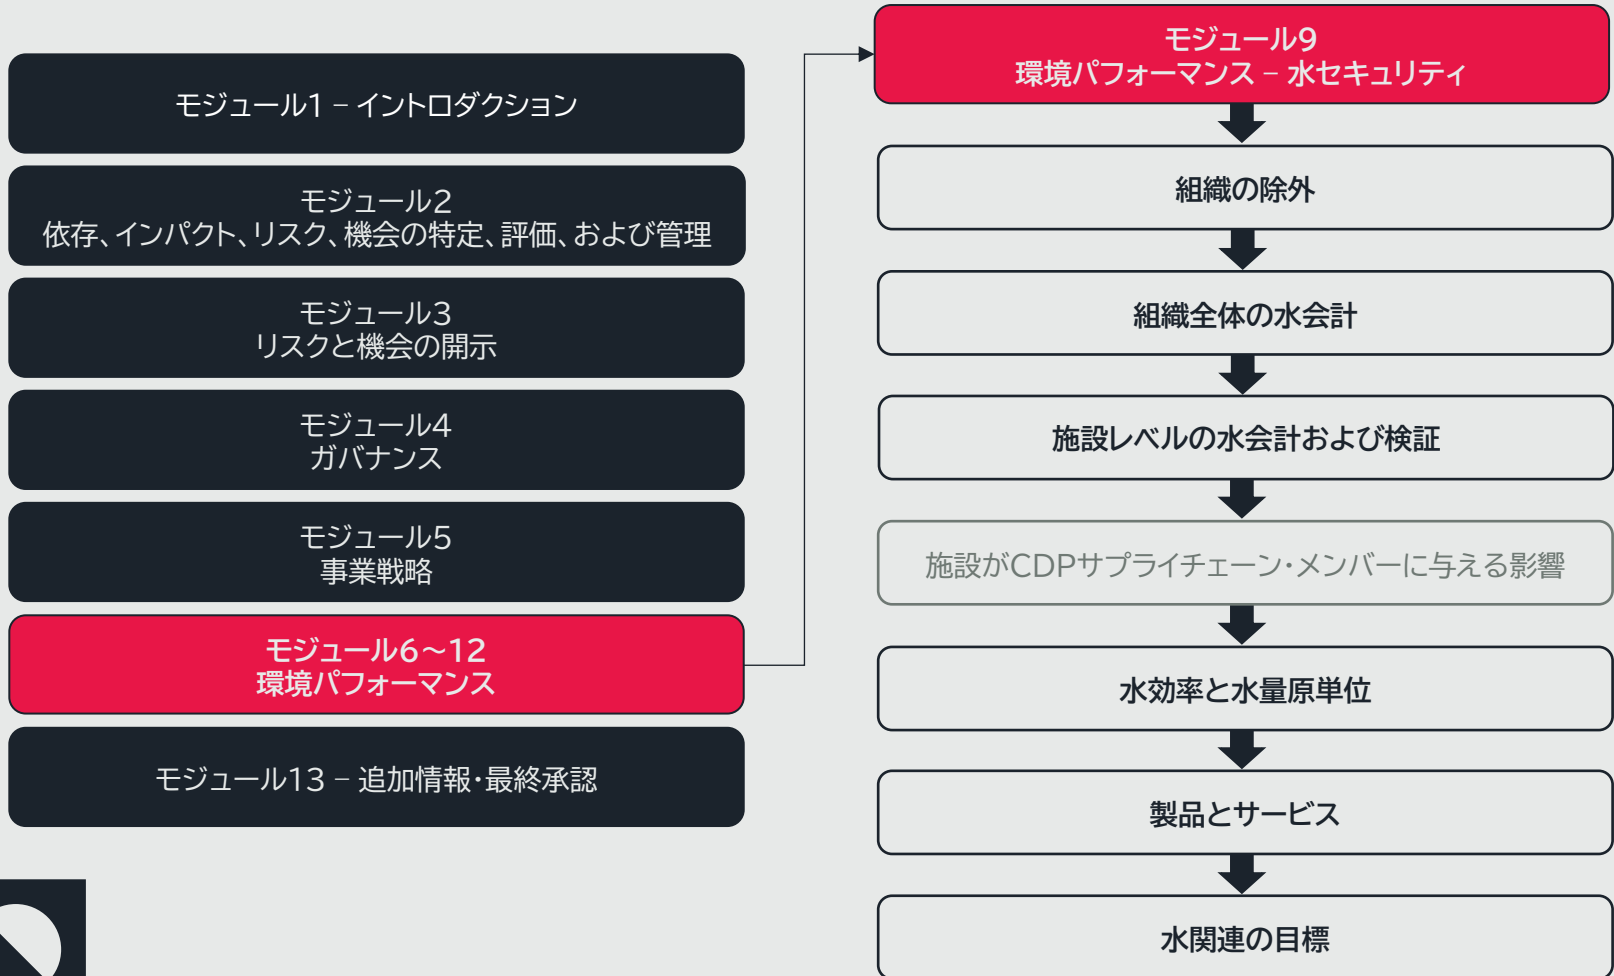 モジュール1 – イントロダクション
モジュール2
依存、インパクト、リスク、機会の特定、評価、および管理
モジュール3
リスクと機会の開示
モジュール4
ガバナンス
モジュール5
事業戦略
モジュール6～12
環境パフォーマンス
モジュール13 – 追加情報・最終承認
モジュール9
環境パフォーマンス – 水セキュリティ
組織の除外
組織全体の水会計
施設レベルの水会計および検証
施設がCDPサプライチェーン・メンバーに与える影響
水効率と水量原単位
製品とサービス
水関連の目標